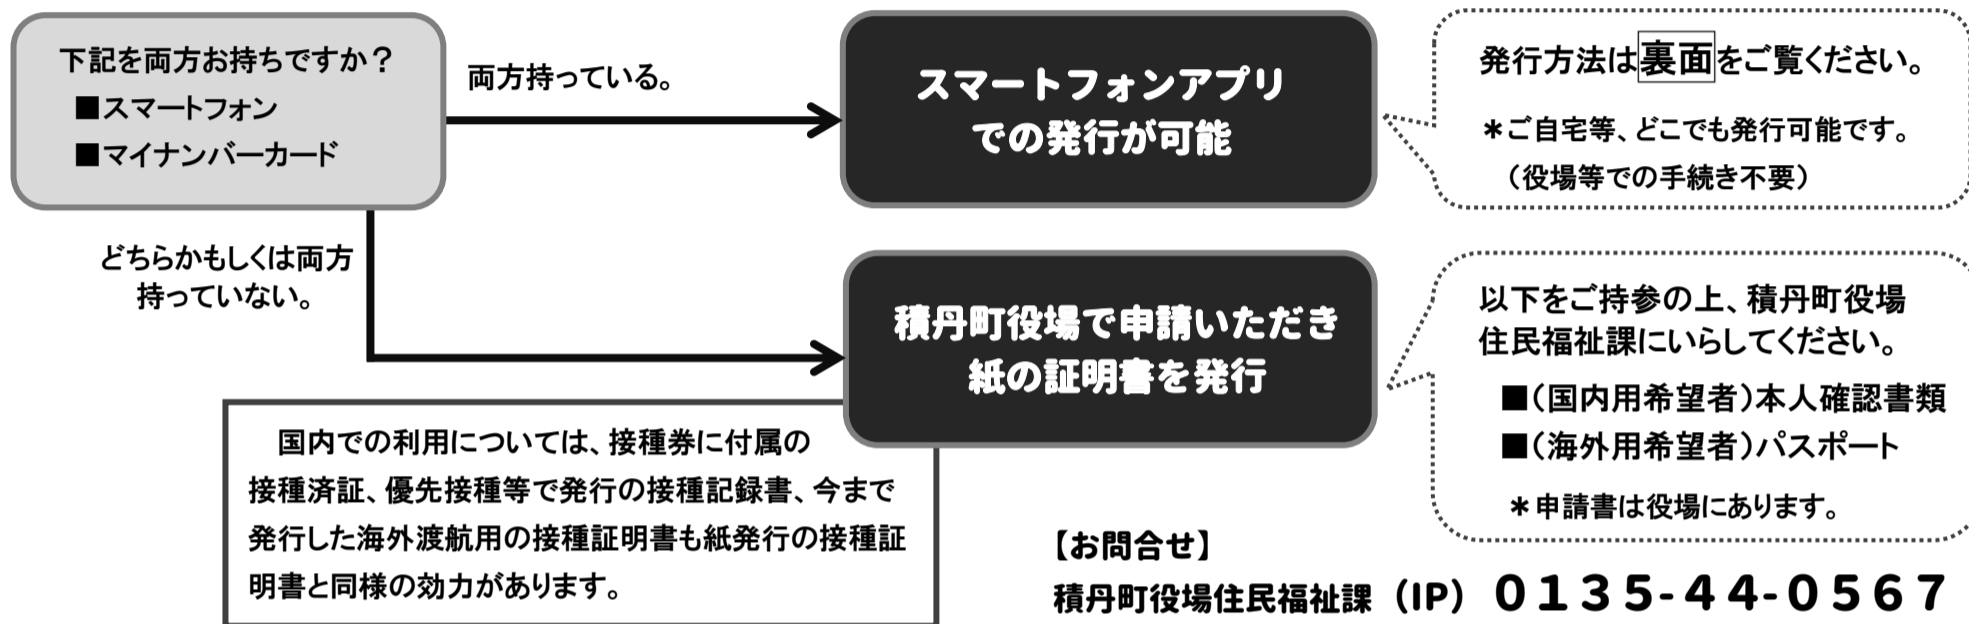 下記を両方お持ちですか？
■スマートフォン
■マイナンバーカード
両方持っている。
スマートフォンアプリ
での発行が可能
発行方法は裏面をご覧ください。
＊ご自宅等、どこでも発行可能です。
（役場等での手続き不要）
どちらかもしくは両方
持っていない。
積丹町役場で申請いただき
紙の証明書を発行
以下をご持参の上、積丹町役場
住民福祉課にいらしてください。
■（国内用希望者）本人確認書類
■（海外用希望者）パスポート
＊申請書は役場にあります。
国内での利用については、接種券に付属の
接種済証、優先接種等で発行の接種記録書、今まで
発行した海外渡航用の接種証明書も紙発行の接種証
明書と同様の効力があります。
【お問合せ】
積丹町役場住民福祉課（IP）０１３５-４４-０５６７